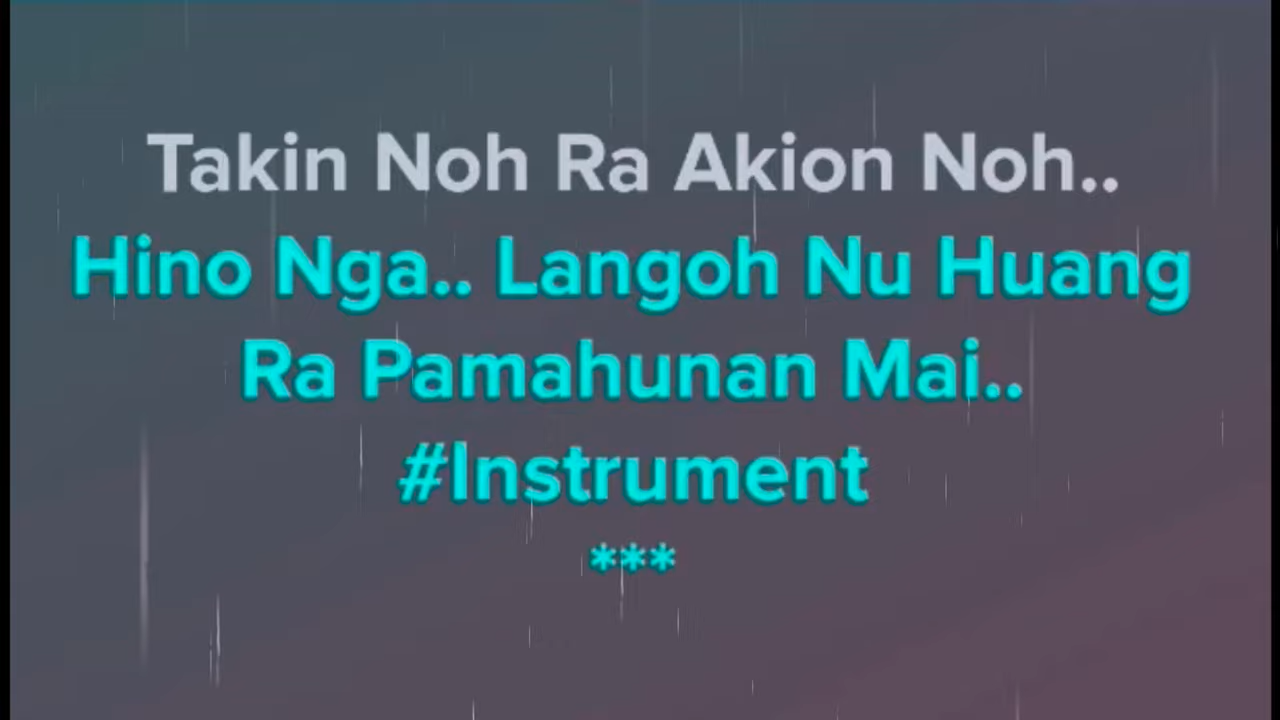 Takin Noh Ra Akion Noh..
Hino Nga.. Langoh Nu Huang
Ra Pamahunan Mai..
#Instrument
***